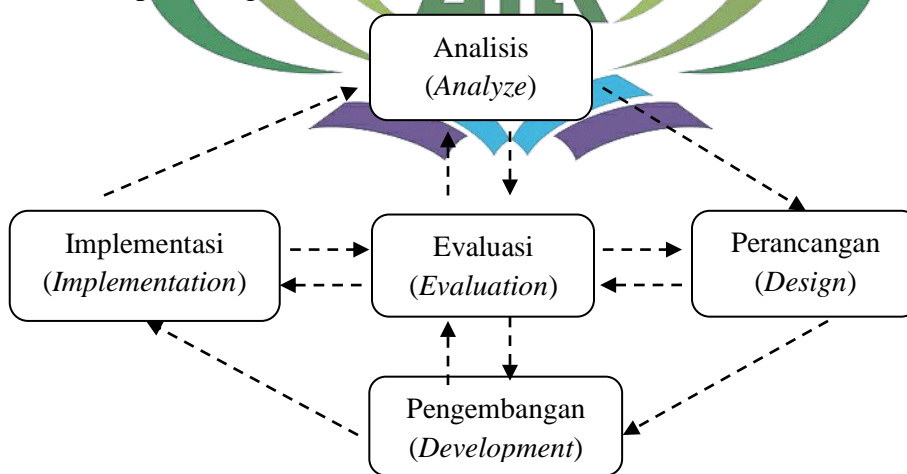 Analisis
(Analyze)
Implementasi
(Implementation)
Evaluasi
(Evaluation)
Perancangan
(Design)
Pengembangan
(Development)